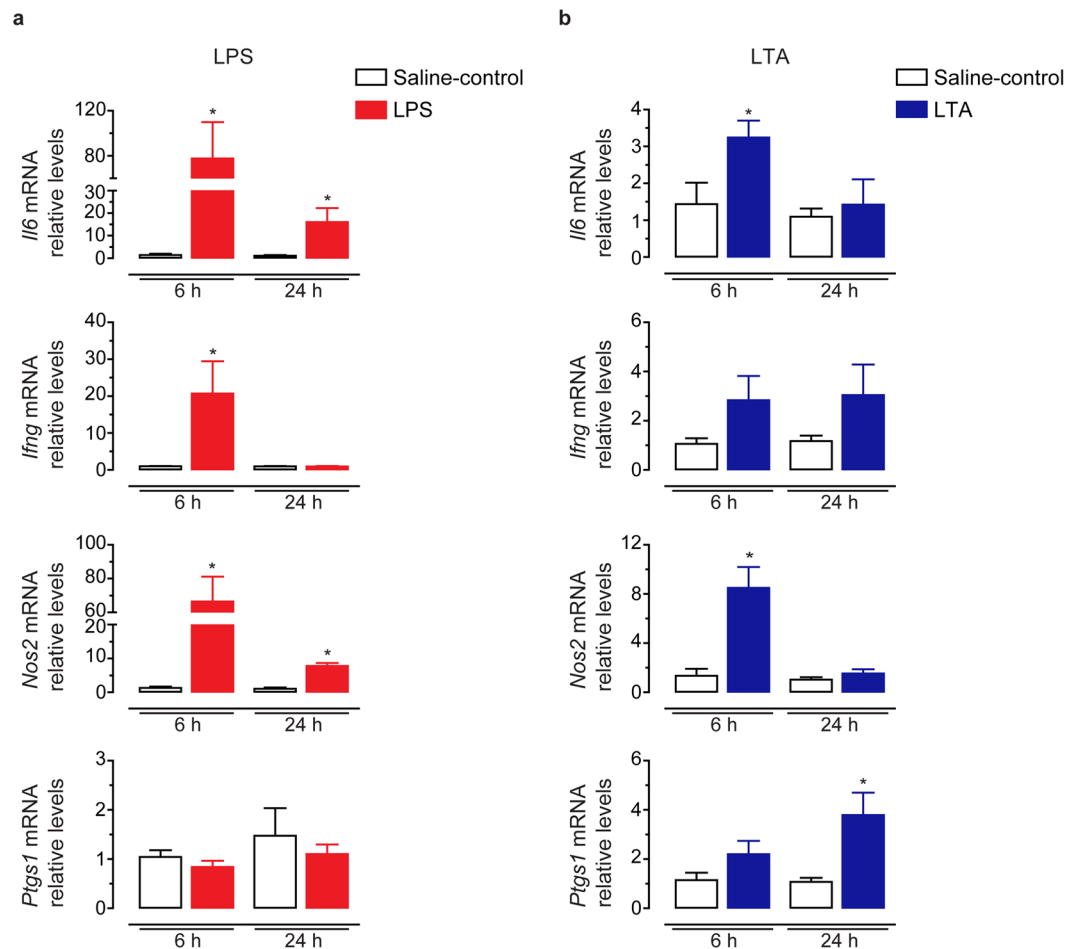 a
LPS
Saline-control
LPS
Il6 mRNA
relative levels
120
80
30
20
10
0
*
*
6 h
24 h
Ifng mRNA
relative levels
40
30
20
10
0
*
6 h
24 h
Nos2 mRNA
relative levels
100
80
60
20
10
0
*
*
6 h
24 h
Ptgs1 mRNA
relative levels
3
2
1
0
6 h
24 h
b
LTA
Saline-control
LTA
Il6 mRNA
relative levels
4
3
2
1
0
*
6 h
24 h
Ifng mRNA
relative levels
6
4
2
0
6 h
24 h
Nos2 mRNA
relative levels
12
8
4
0
*
6 h
24 h
Ptgs1 mRNA
relative levels
6
4
2
0
*
6 h
24 h